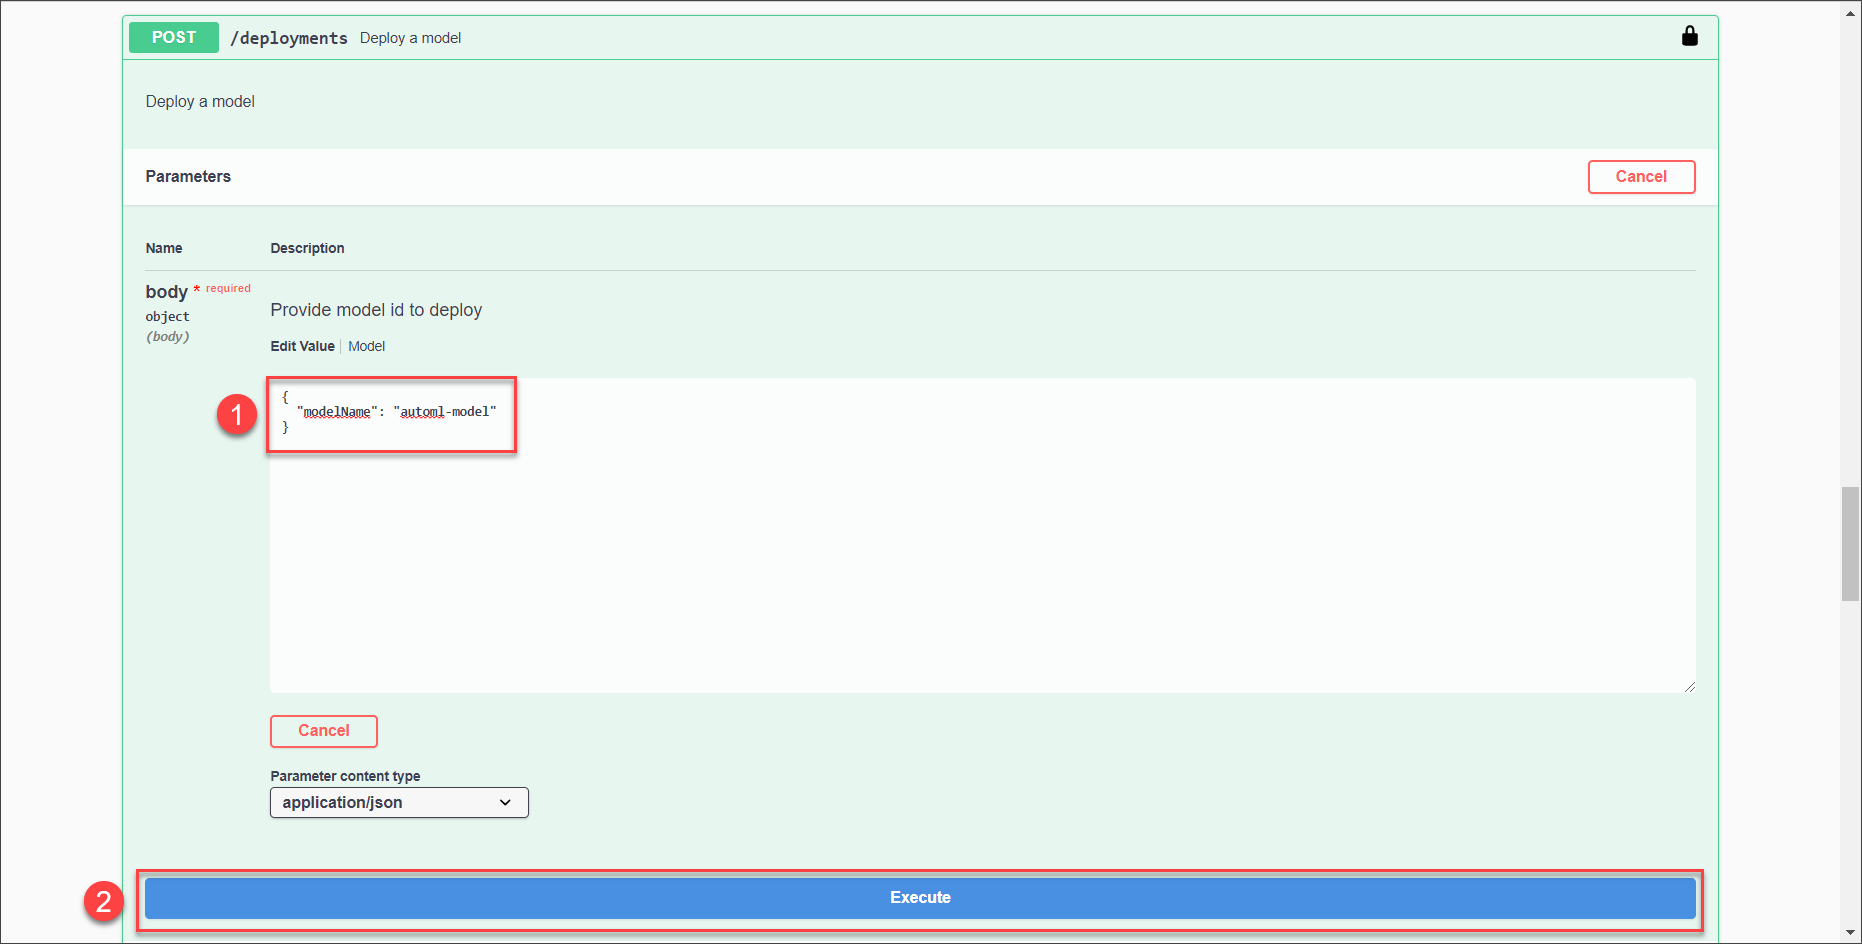 POST /deployments Deploy a model
Deploy a model
Parameters Cancel
Name Description
body * required
object
(body)
Provide model id to deploy
Edit Value Model
1
{
"modelName": "automl-model"
}
Cancel
Parameter content type
application/json
2
Execute